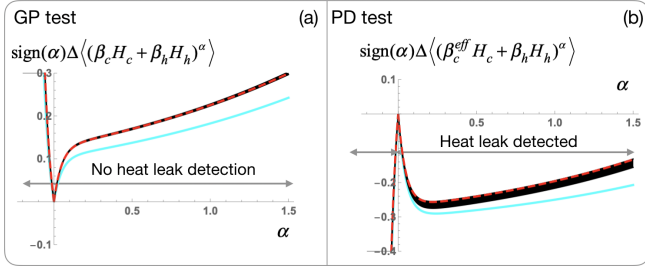 GP test (a)
sign(α)Δ⟨(β_c H_c + β_h H_h)^α⟩
0.3
0.2
0.1
No heat leak detection
0.5 1.0 1.5
α
−0.1
PD test (b)
sign(α)Δ⟨(β_c^{eff} H_c + β_h H_h)^α⟩
0.1
α
0.5 1.0 1.5
Heat leak detected
−0.2
−0.3
−0.4